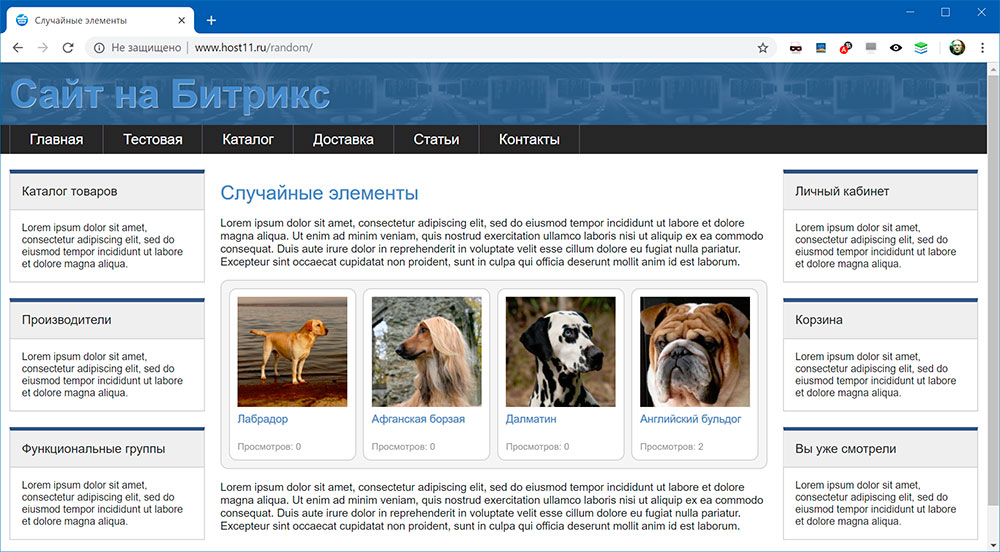 Случайные элементы
Не защищено
www.host11.ru/random/
Сайт на Битрикс
Главная
Тестовая
Каталог
Доставка
Статьи
Контакты
Каталог товаров
Lorem ipsum dolor sit amet,
consectetur adipiscing elit, sed do
eiusmod tempor incididunt ut labore
et dolore magna aliqua.
Производители
Lorem ipsum dolor sit amet,
consectetur adipiscing elit, sed do
eiusmod tempor incididunt ut labore
et dolore magna aliqua.
Функциональные группы
Lorem ipsum dolor sit amet,
consectetur adipiscing elit, sed do
eiusmod tempor incididunt ut labore
et dolore magna aliqua.
Случайные элементы
Lorem ipsum dolor sit amet, consectetur adipiscing elit, sed do eiusmod tempor incididunt ut labore et dolore
magna aliqua. Ut enim ad minim veniam, quis nostrud exercitation ullamco laboris nisi ut aliquip ex ea commodo
consequat. Duis aute irure dolor in reprehenderit in voluptate velit esse cillum dolore eu fugiat nulla pariatur.
Excepteur sint occaecat cupidatat non proident, sunt in culpa qui officia deserunt mollit anim id est laborum.
Лабрадор
Просмотров: 0
Афганская борзая
Просмотров: 0
Далматин
Просмотров: 0
Английский бульдог
Просмотров: 2
Lorem ipsum dolor sit amet, consectetur adipiscing elit, sed do eiusmod tempor incididunt ut labore et dolore
magna aliqua. Ut enim ad minim veniam, quis nostrud exercitation ullamco laboris nisi ut aliquip ex ea commodo
consequat. Duis aute irure dolor in reprehenderit in voluptate velit esse cillum dolore eu fugiat nulla pariatur.
Excepteur sint occaecat cupidatat non proident, sunt in culpa qui officia deserunt mollit anim id est laborum.
Личный кабинет
Lorem ipsum dolor sit amet,
consectetur adipiscing elit, sed do
eiusmod tempor incididunt ut labore
et dolore magna aliqua.
Корзина
Lorem ipsum dolor sit amet,
consectetur adipiscing elit, sed do
eiusmod tempor incididunt ut labore
et dolore magna aliqua.
Вы уже смотрели
Lorem ipsum dolor sit amet,
consectetur adipiscing elit, sed do
eiusmod tempor incididunt ut labore
et dolore magna aliqua.